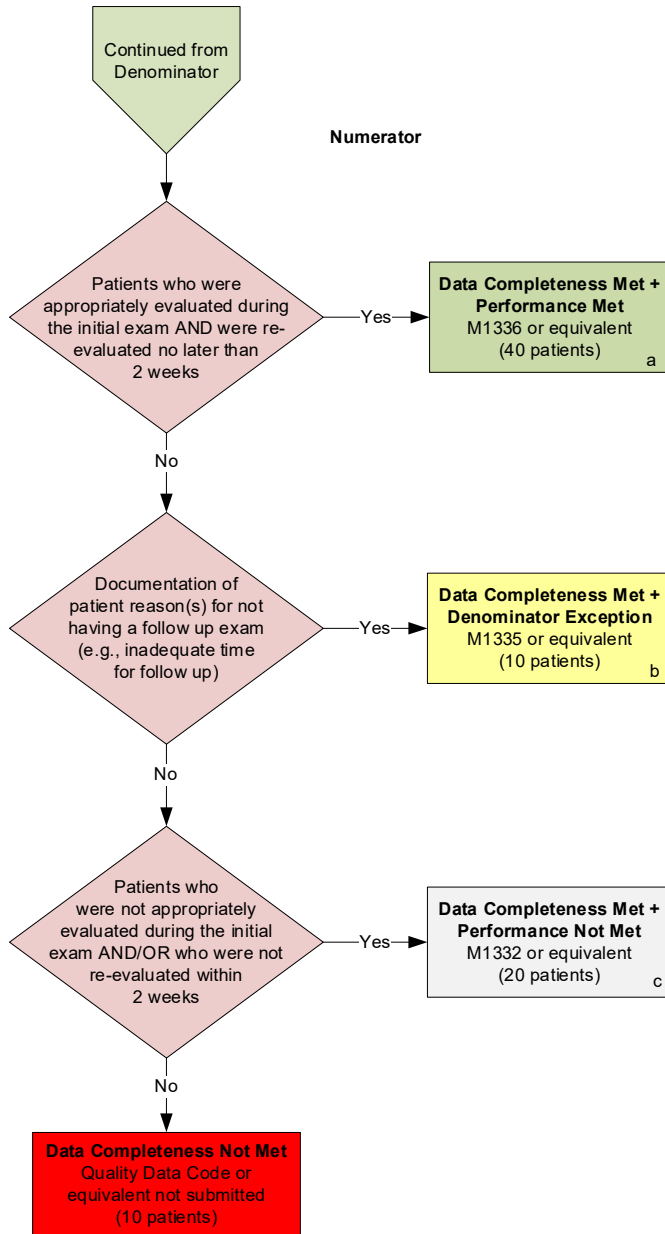 Continued from
Denominator
Numerator
Patients who were
appropriately evaluated during
the initial exam AND were re-
evaluated no later than
2 weeks
Yes
Data Completeness Met +
Performance Met
M1336 or equivalent
(40 patients)
a
No
Documentation of
patient reason(s) for not
having a follow up exam
(e.g., inadequate time
for follow up)
Yes
Data Completeness Met +
Denominator Exception
M1335 or equivalent
(10 patients)
b
No
Patients who
were not appropriately
evaluated during the initial
exam AND/OR who were not
re-evaluated within
2 weeks
Yes
Data Completeness Met +
Performance Not Met
M1332 or equivalent
(20 patients)
c
No
Data Completeness Not Met
Quality Data Code or
equivalent not submitted
(10 patients)